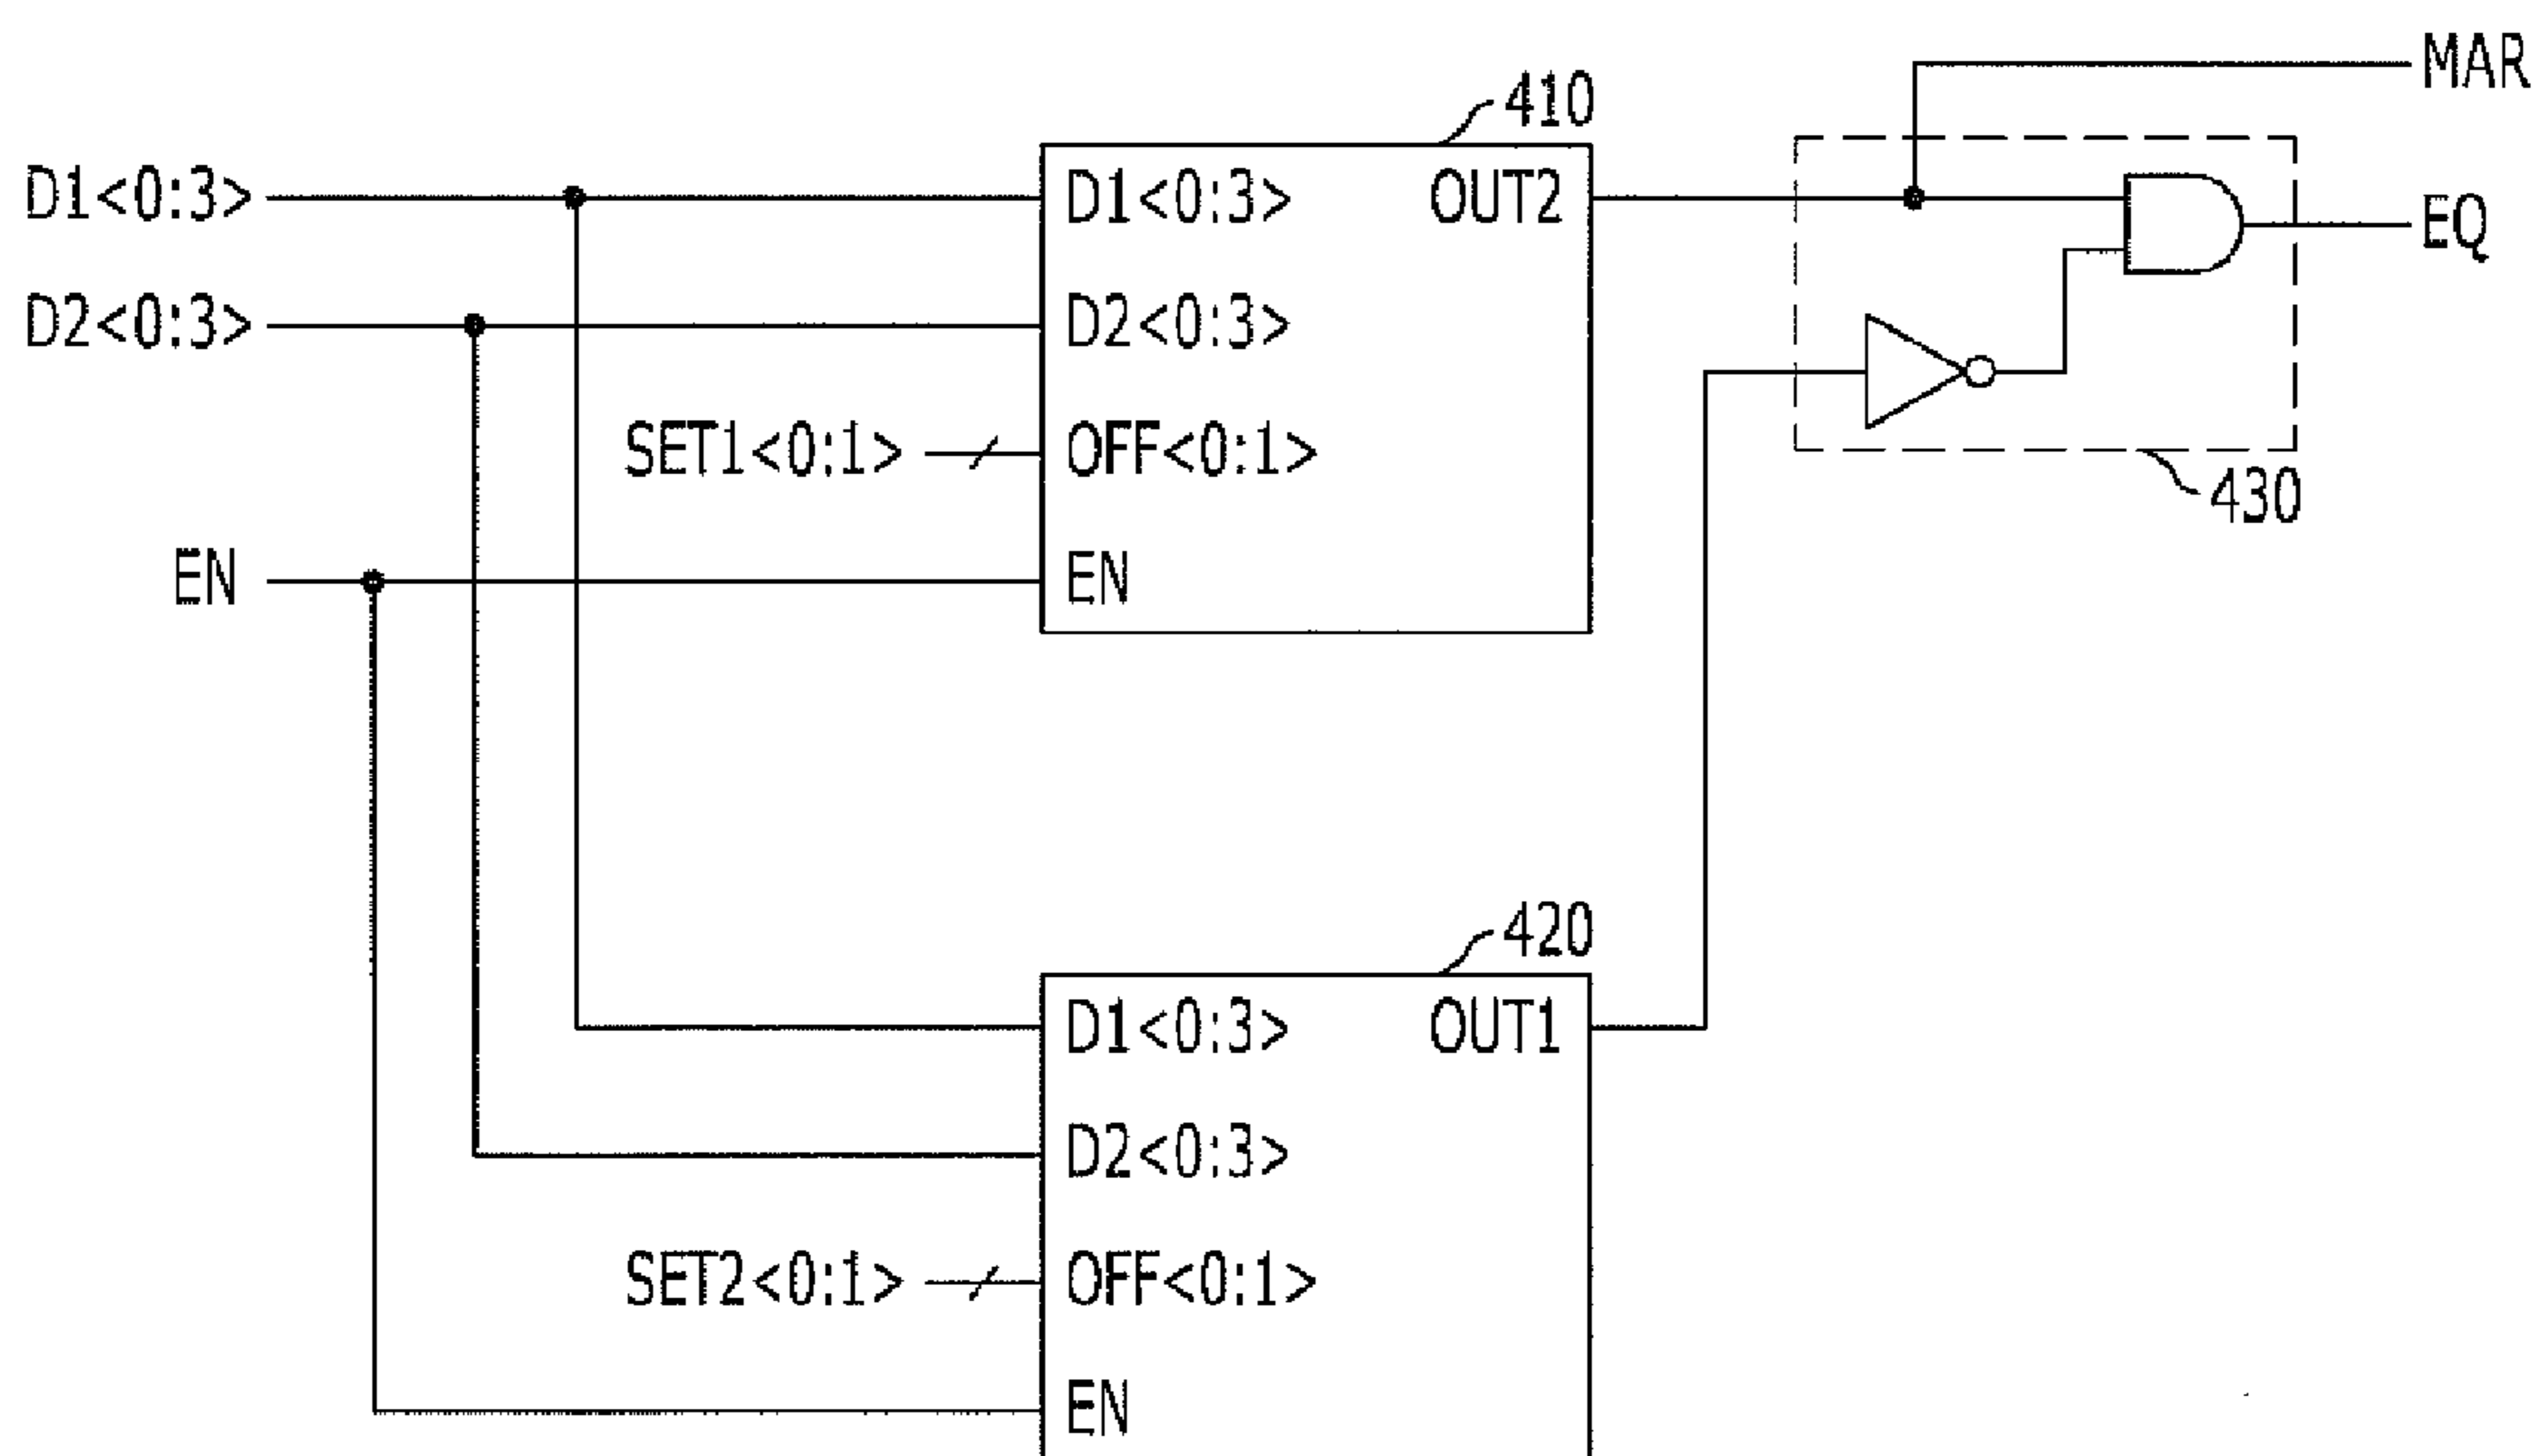 MAR
410
D1<0:3>
D1<0:3>
OUT2
EQ
D2<0:3>
D2<0:3>
SET1<0:1>
OFF<0:1>
430
EN
EN
420
D1<0:3>
OUT1
D2<0:3>
SET2<0:1>
OFF<0:1>
EN